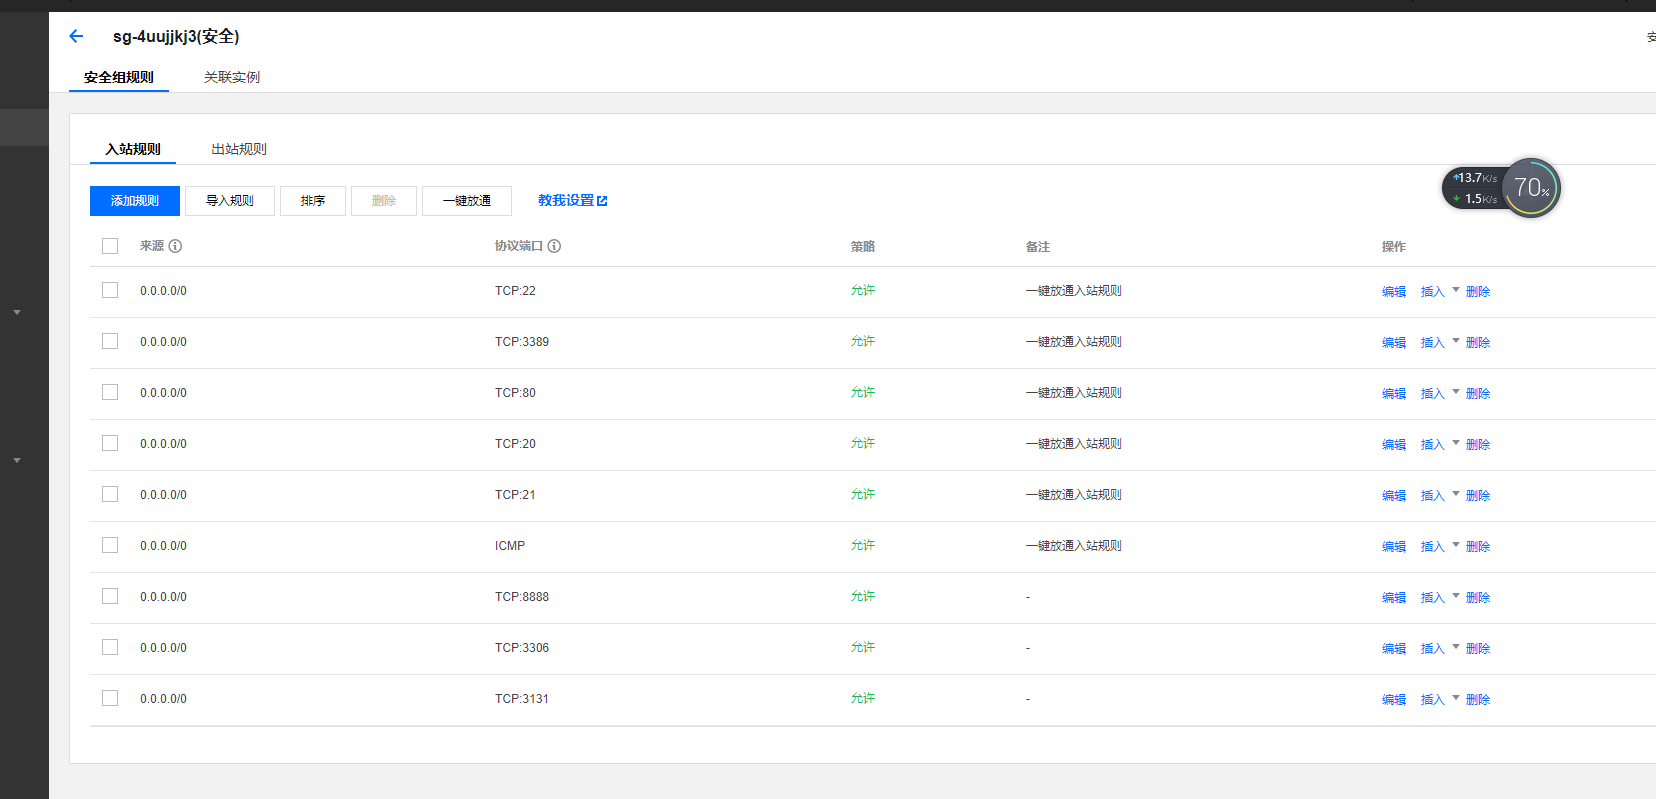 sg-4uujjkj3(安全)
安全组规则 关联实例
入站规则 出站规则
添加规则 导入规则 排序 删除 一键放通 教我设置
13.7K/s
1.5K/s
70%
来源 协议端口 策略 备注 操作
0.0.0.0/0 TCP:22 允许 一键放通入站规则 编辑 插入 删除
0.0.0.0/0 TCP:3389 允许 一键放通入站规则 编辑 插入 删除
0.0.0.0/0 TCP:80 允许 一键放通入站规则 编辑 插入 删除
0.0.0.0/0 TCP:20 允许 一键放通入站规则 编辑 插入 删除
0.0.0.0/0 TCP:21 允许 一键放通入站规则 编辑 插入 删除
0.0.0.0/0 ICMP 允许 一键放通入站规则 编辑 插入 删除
0.0.0.0/0 TCP:8888 允许 - 编辑 插入 删除
0.0.0.0/0 TCP:3306 允许 - 编辑 插入 删除
0.0.0.0/0 TCP:3131 允许 - 编辑 插入 删除